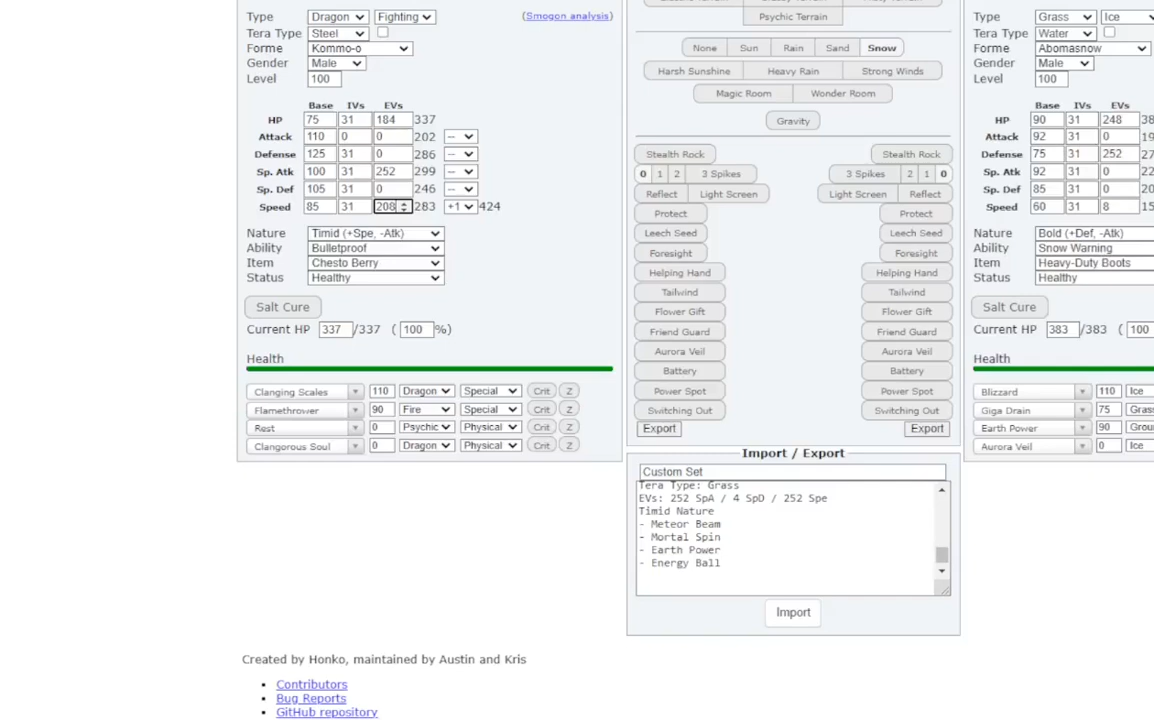 Electric Terrain Grassy Terrain Misty Terrain
Psychic Terrain
Type Dragon Fighting (Smogon analysis)
Tera Type Steel
Forme Kommo-o
Gender Male
Level 100
Base IVs EVs
HP 75 31 184 337
Attack 110 0 0 202 --
Defense 125 31 0 286 --
Sp. Atk 100 31 252 299 --
Sp. Def 105 31 0 246 --
Speed 85 31 208 283 +1 424
Nature Timid (+Spe, -Atk)
Ability Bulletproof
Item Chesto Berry
Status Healthy
Salt Cure
Current HP 337 /337 ( 100 %)
Health
Clanging Scales 110 Dragon Special Crit Z
Flamethrower 90 Fire Special Crit Z
Rest 0 Psychic Physical Crit Z
Clangorous Soul 0 Dragon Physical Crit Z
None Sun Rain Sand Snow
Harsh Sunshine Heavy Rain Strong Winds
Magic Room Wonder Room
Gravity
Stealth Rock Stealth Rock
0 1 2 3 Spikes 3 Spikes 2 1 0
Reflect Light Screen Light Screen Reflect
Protect Protect
Leech Seed Leech Seed
Foresight Foresight
Helping Hand Helping Hand
Tailwind Tailwind
Flower Gift Flower Gift
Friend Guard Friend Guard
Aurora Veil Aurora Veil
Battery Battery
Power Spot Power Spot
Switching Out Switching Out
Export Export
Import / Export
Custom Set
Tera Type: Grass
EVs: 252 SpA / 4 SpD / 252 Spe
Timid Nature
- Meteor Beam
- Mortal Spin
- Earth Power
- Energy Ball
Import
Type Grass Ice
Tera Type Water
Forme Abomasnow
Gender Male
Level 100
Base IVs EVs
HP 90 31 248 38
Attack 92 31 0 19
Defense 75 31 252 27
Sp. Atk 92 31 0 22
Sp. Def 85 31 0 20
Speed 60 31 8 15
Nature Bold (+Def, -Atk)
Ability Snow Warning
Item Heavy-Duty Boots
Status Healthy
Salt Cure
Current HP 383 /383 ( 100
Health
Blizzard 110 Ice
Giga Drain 75 Grass
Earth Power 90 Grou
Aurora Veil 0 Ice
Created by Honko, maintained by Austin and Kris
Contributors
Bug Reports
GitHub repository